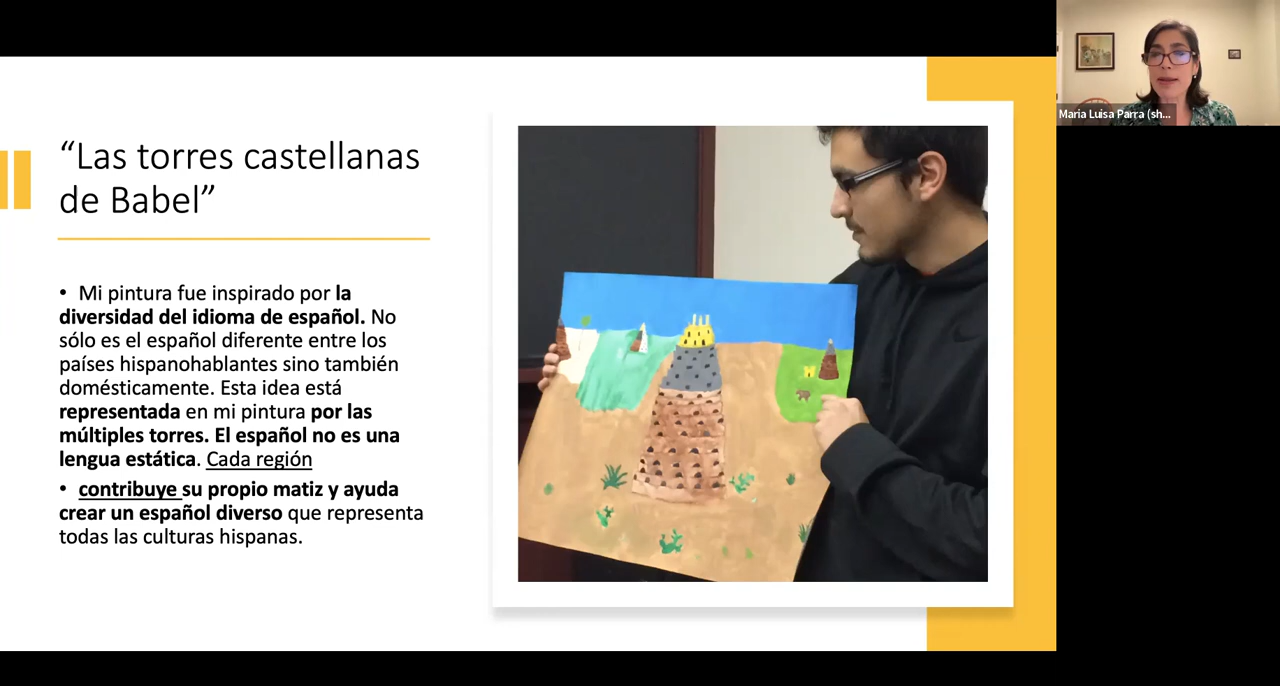 “Las torres castellanas
de Babel”
• Mi pintura fue inspirado por la
diversidad del idioma de español. No
sólo es el español diferente entre los
países hispanohablantes sino también
domésticamente. Esta idea está
representada en mi pintura por las
múltiples torres. El español no es una
lengua estática. Cada región
• contribuye su propio matiz y ayuda
crear un español diverso que representa
todas las culturas hispanas.
Maria Luisa Parra (sh...